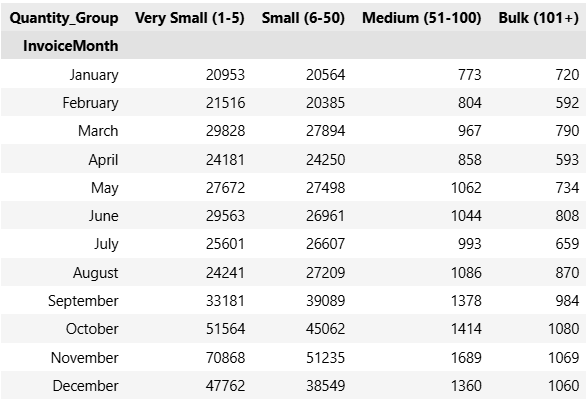 Quantity_Group Very Small (1-5) Small (6-50) Medium (51-100) Bulk (101+)
InvoiceMonth
January 20953 20564 773 720
February 21516 20385 804 592
March 29828 27894 967 790
April 24181 24250 858 593
May 27672 27498 1062 734
June 29563 26961 1044 808
July 25601 26607 993 659
August 24241 27209 1086 870
September 33181 39089 1378 984
October 51564 45062 1414 1080
November 70868 51235 1689 1069
December 47762 38549 1360 1060